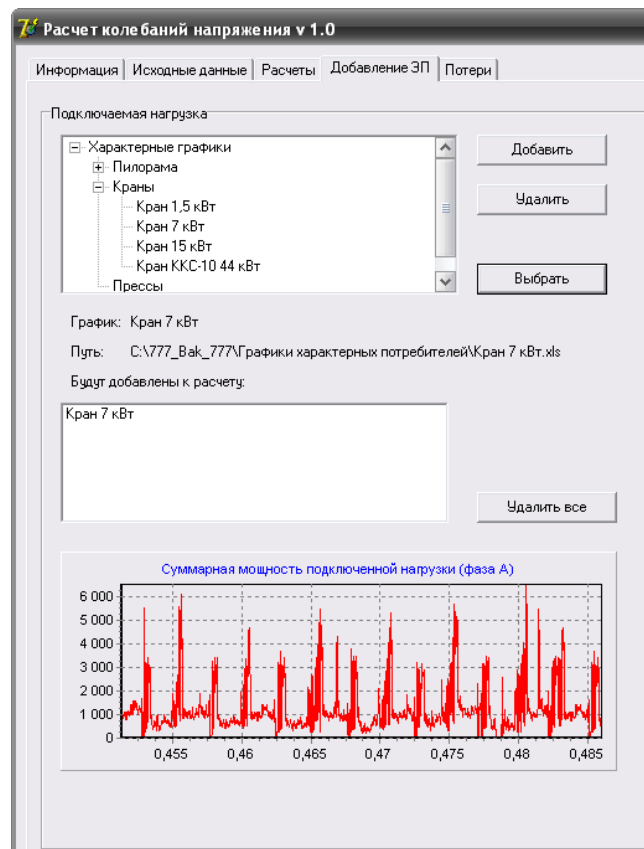 Расчет колебаний напряжения v 1.0
Информация Исходные данные Расчеты Добавление ЭП Потери
Подключаемая нагрузка
Характерные графики
Пилорама
Краны
Кран 1,5 кВт
Кран 7 кВт
Кран 15 кВт
Кран ККС-10 44 кВт
Прессы
Добавить
Удалить
Выбрать
График: Кран 7 кВт
Путь: C:\777_Bak_777\Графики характерных потребителей\Кран 7 кВт.xls
Будут добавлены к расчету:
Кран 7 кВт
Удалить все
Суммарная мощность подключенной нагрузки (фаза А)
6 000
5 000
4 000
3 000
2 000
1 000
0
0,455 0,46 0,465 0,47 0,475 0,48 0,485